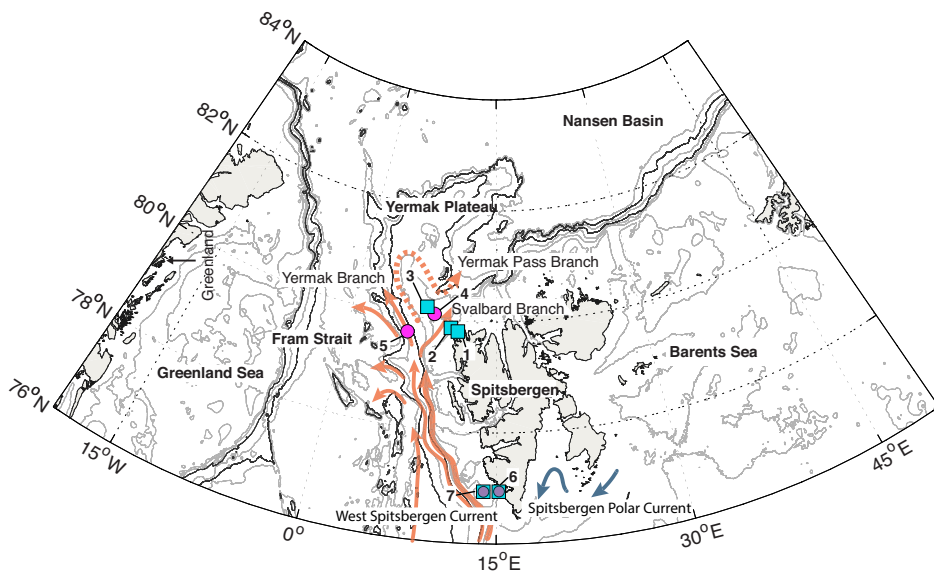 84°N
82°N
80°N
78°N
76°N
15°W
0°
15°E
30°E
45°E
Nansen Basin
Yermak Plateau
Greenland
Yermak Branch
Yermak Pass Branch
3
4
Svalbard Branch
Fram Strait
5
2
1
Barents Sea
Greenland Sea
Spitsbergen
6
7
West Spitsbergen Current
Spitsbergen Polar Current